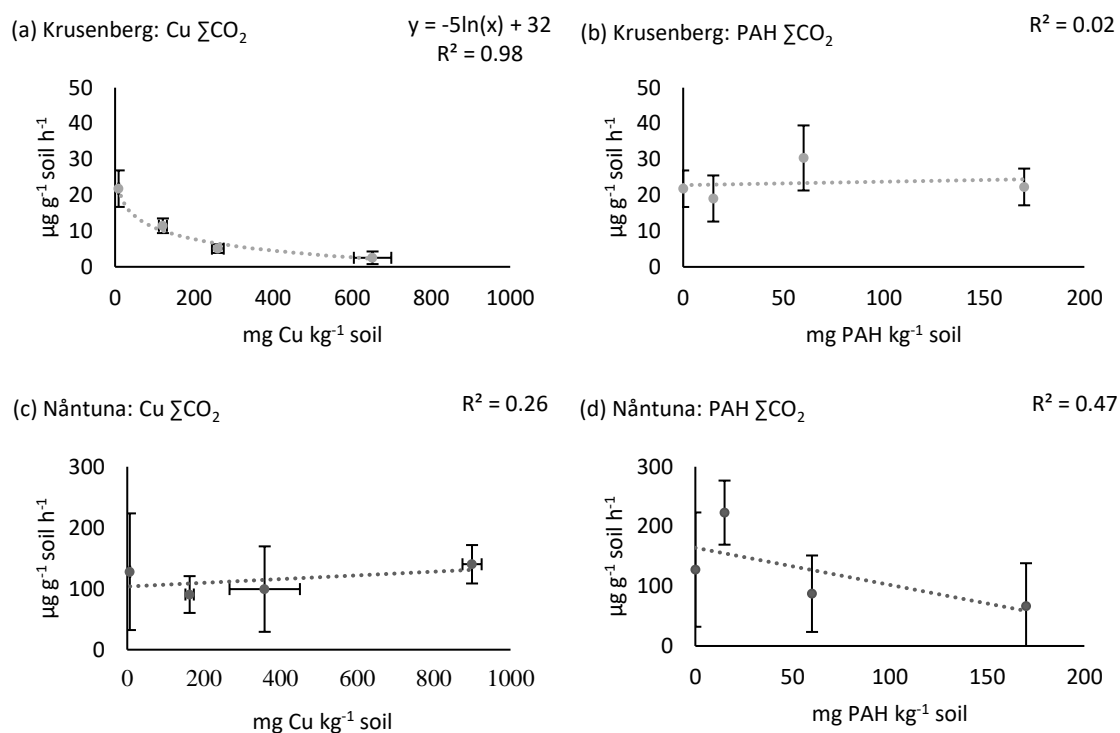 (a) Krusenberg: Cu ∑CO₂
y = -5ln(x) + 32
R² = 0.98
50
40
30
20
10
0
µg g⁻¹ soil h⁻¹
0 200 400 600 800 1000
mg Cu kg⁻¹ soil
(b) Krusenberg: PAH ∑CO₂
R² = 0.02
50
40
30
20
10
0
µg g⁻¹ soil h⁻¹
0 50 100 150 200
mg PAH kg⁻¹ soil
(c) Nåntuna: Cu ∑CO₂
R² = 0.26
300
200
100
0
µg g⁻¹ soil h⁻¹
0 200 400 600 800 1000
mg Cu kg⁻¹ soil
(d) Nåntuna: PAH ∑CO₂
R² = 0.47
300
200
100
0
µg g⁻¹ soil h⁻¹
0 50 100 150 200
mg PAH kg⁻¹ soil